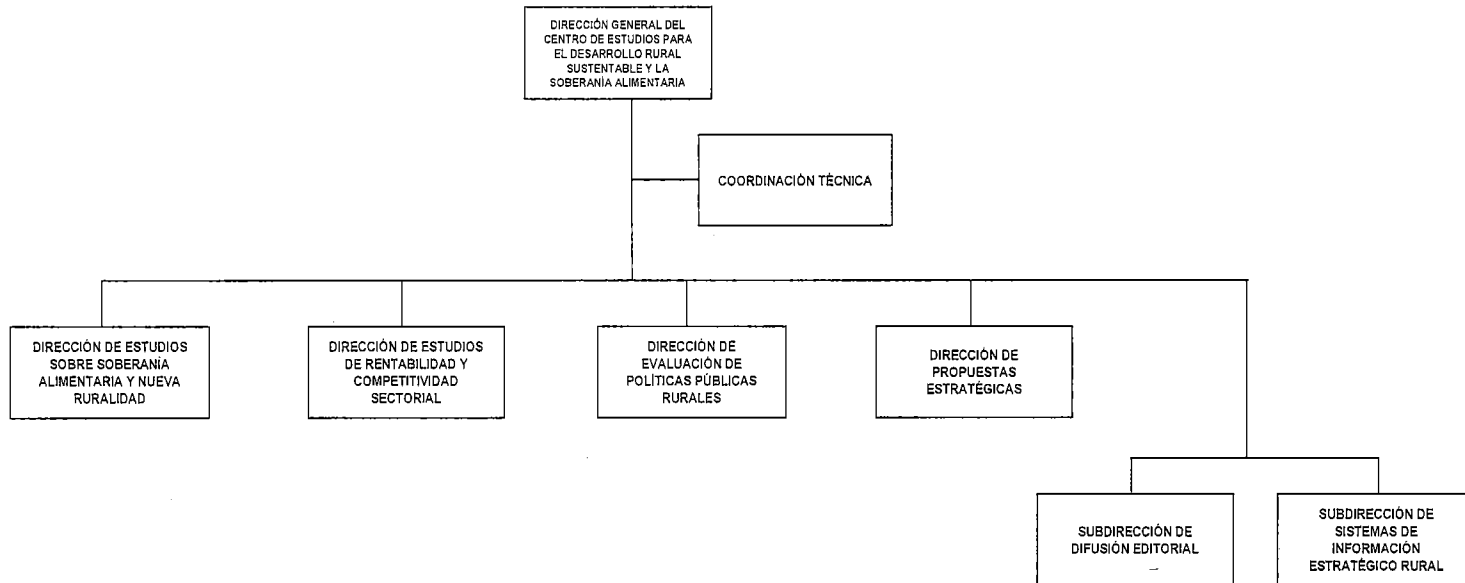 DIRECCIÓN GENERAL DEL
CENTRO DE ESTUDIOS PARA
EL DESARROLLO RURAL
SUSTENTABLE Y LA
SOBERANÍA ALIMENTARIA
COORDINACIÓN TÉCNICA
DIRECCIÓN DE ESTUDIOS
SOBRE SOBERANÍA
ALIMENTARIA Y NUEVA
RURALIDAD
DIRECCIÓN DE ESTUDIOS
DE RENTABILIDAD Y
COMPETITIVIDAD
SECTORIAL
DIRECCIÓN DE
EVALUACIÓN DE
POLÍTICAS PÚBLICAS
RURALES
DIRECCIÓN DE
PROPUESTAS
ESTRATÉGICAS
SUBDIRECCIÓN DE
DIFUSIÓN EDITORIAL
SUBDIRECCIÓN DE
SISTEMAS DE
INFORMACIÓN
ESTRATÉGICO RURAL